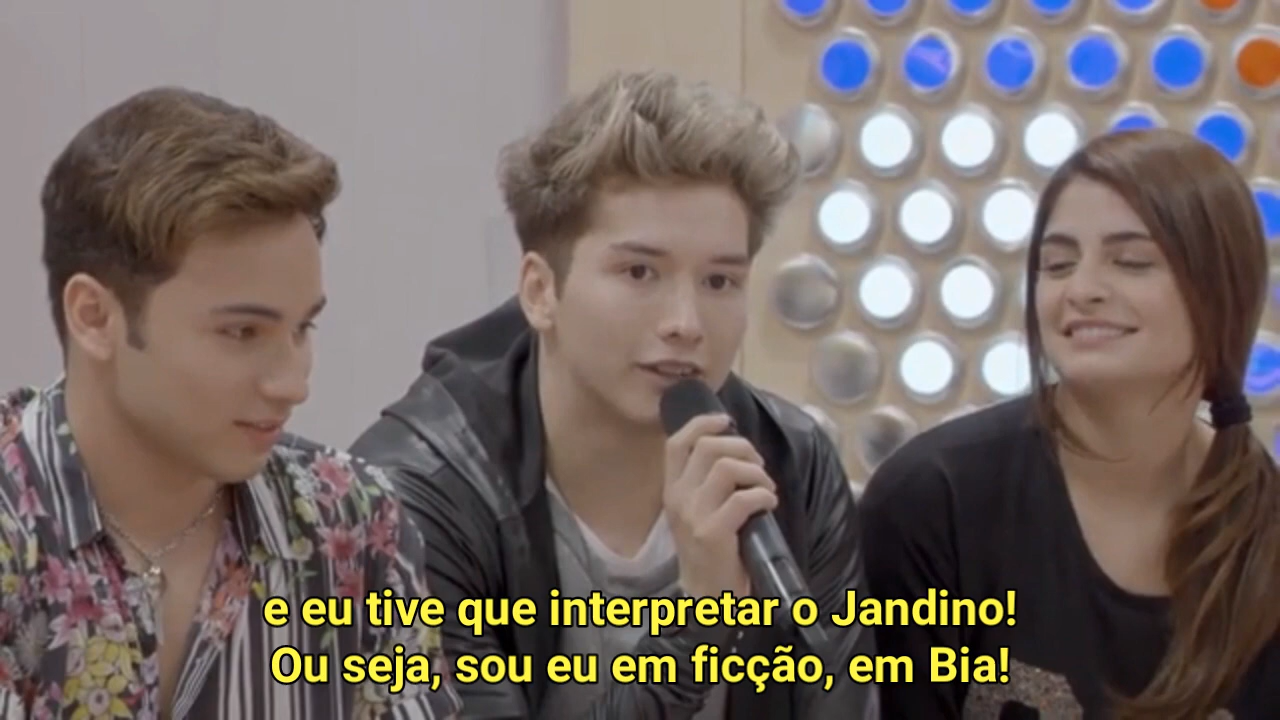 e eu tive que interpretar o Jandino!
Ou seja, sou eu em ficção, em Bia!